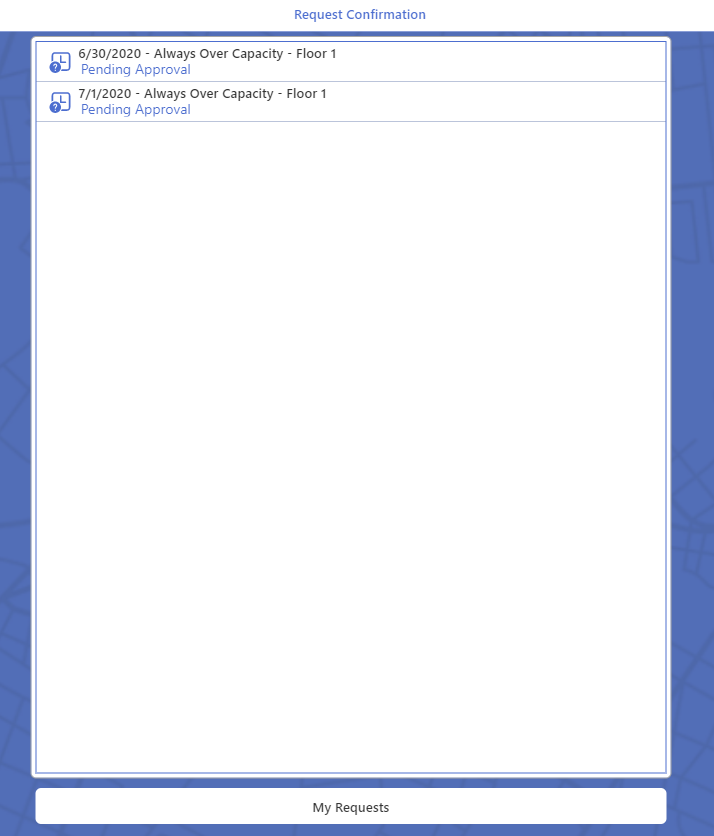 Request Confirmation
6/30/2020 - Always Over Capacity - Floor 1
Pending Approval
7/1/2020 - Always Over Capacity - Floor 1
Pending Approval
My Requests